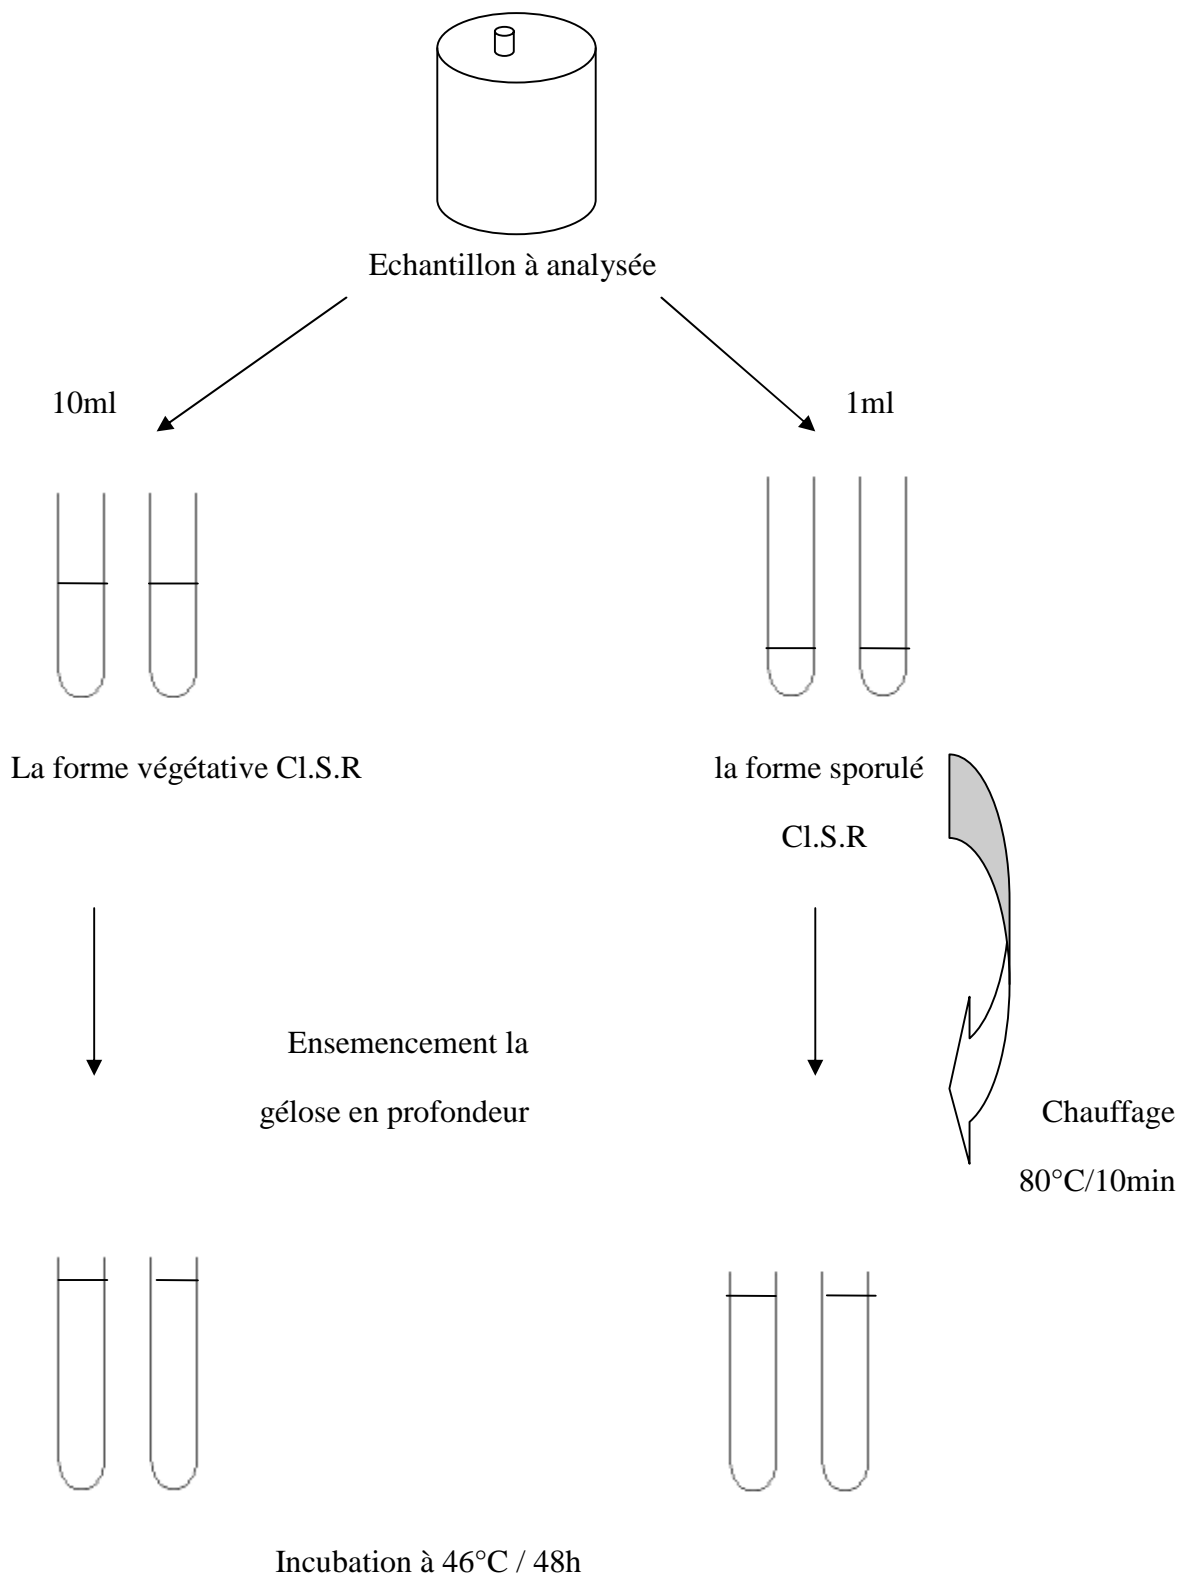 Echantillon à analysée
10ml
1ml
La forme végétative Cl.S.R
la forme sporulé
Cl.S.R
Ensemencement la
gélose en profondeur
Chauffage
80°C/10min
Incubation à 46°C / 48h